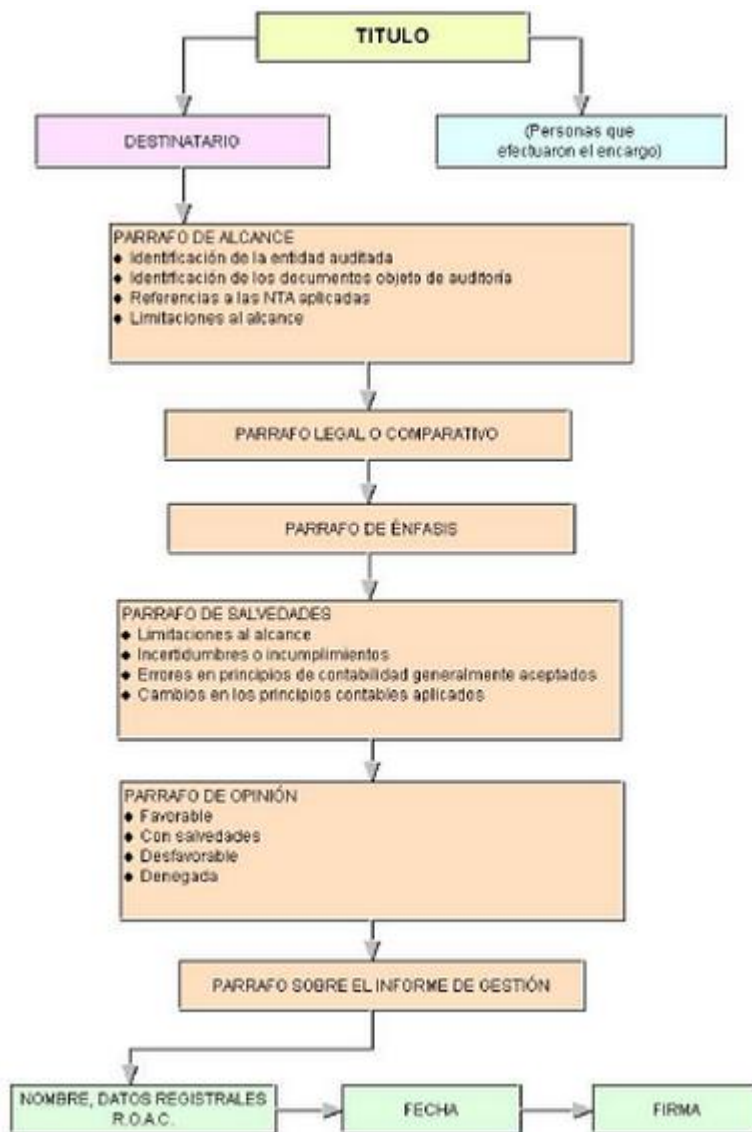 TITULO
DESTINATARIO
(Personas que
efectuaron el encargo)
PARRAFO DE ALCANCE
◆ Identificación de la entidad auditada
◆ Identificación de los documentos objeto de auditoría
◆ Referencias a las NTA aplicadas
◆ Limitaciones al alcance
PARRAFO LEGAL O COMPARATIVO
PARRAFO DE ÉNFASIS
PARRAFO DE SALVEDADES
◆ Limitaciones al alcance
◆ Incertidumbres o incumplimientos
◆ Errores en principios de contabilidad generalmente aceptados
◆ Cambios en los principios contables aplicados
PARRAFO DE OPINIÓN
◆ Favorable
◆ Con salvedades
◆ Desfavorable
◆ Denegada
PARRAFO SOBRE EL INFORME DE GESTIÓN
NOMBRE, DATOS REGISTRALES
R.O.A.C.
FECHA
FIRMA